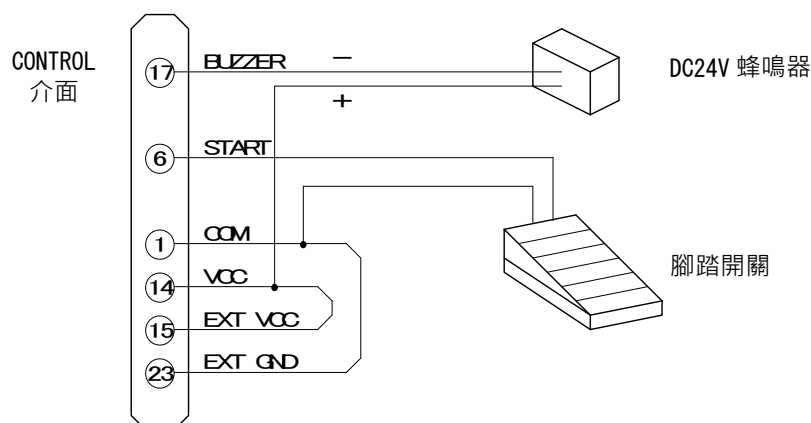 CONTROL
介面
17
BUZZER
−
+
DC24V 蜂鳴器
6
START
1
COM
14
VCC
15
EXT VCC
23
EXT GND
腳踏開關